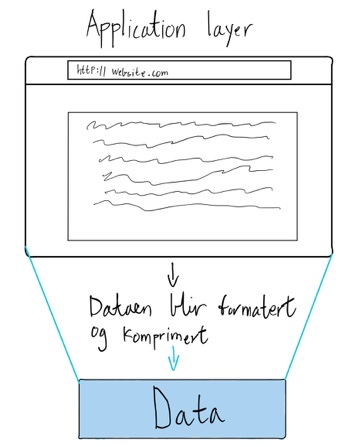 Application layer
http:// website.com
Dataen blir formatert
og komprimert
Data